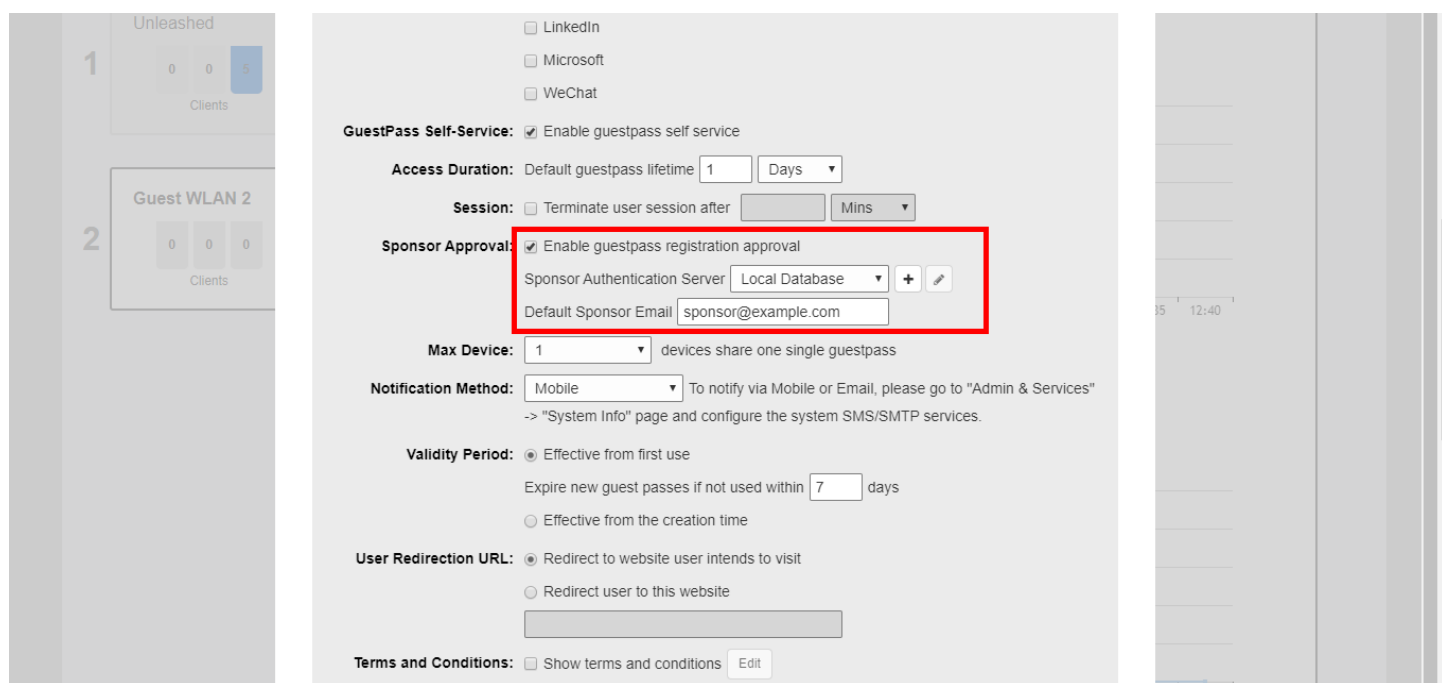 Unleashed
1
0 0 5
Clients
Guest WLAN 2
2
0 0 0
Clients
LinkedIn
Microsoft
WeChat
GuestPass Self-Service: Enable guestpass self service
Access Duration: Default guestpass lifetime 1 Days
Session: Terminate user session after Mins
Sponsor Approval: Enable guestpass registration approval
Sponsor Authentication Server Local Database +
Default Sponsor Email sponsor@example.com
Max Device: 1 devices share one single guestpass
Notification Method: Mobile To notify via Mobile or Email, please go to "Admin & Services"
-> "System Info" page and configure the system SMS/SMTP services.
Validity Period: Effective from first use
Expire new guest passes if not used within 7 days
Effective from the creation time
User Redirection URL: Redirect to website user intends to visit
Redirect user to this website
Terms and Conditions: Show terms and conditions Edit
12:40